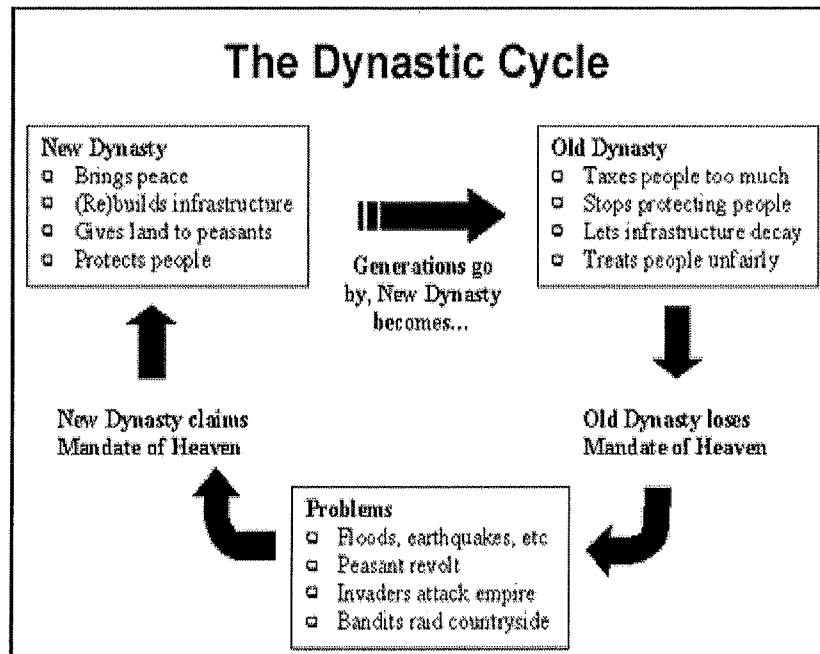 The Dynastic Cycle
New Dynasty
Brings peace
(Re)builds infrastructure
Gives land to peasants
Protects people
Generations go
by, New Dynasty
becomes...
Old Dynasty
Taxes people too much
Stops protecting people
Lets infrastructure decay
Treats people unfairly
Old Dynasty loses
Mandate of Heaven
Problems
Floods, earthquakes, etc
Peasant revolt
Invaders attack empire
Bandits raid countryside
New Dynasty claims
Mandate of Heaven